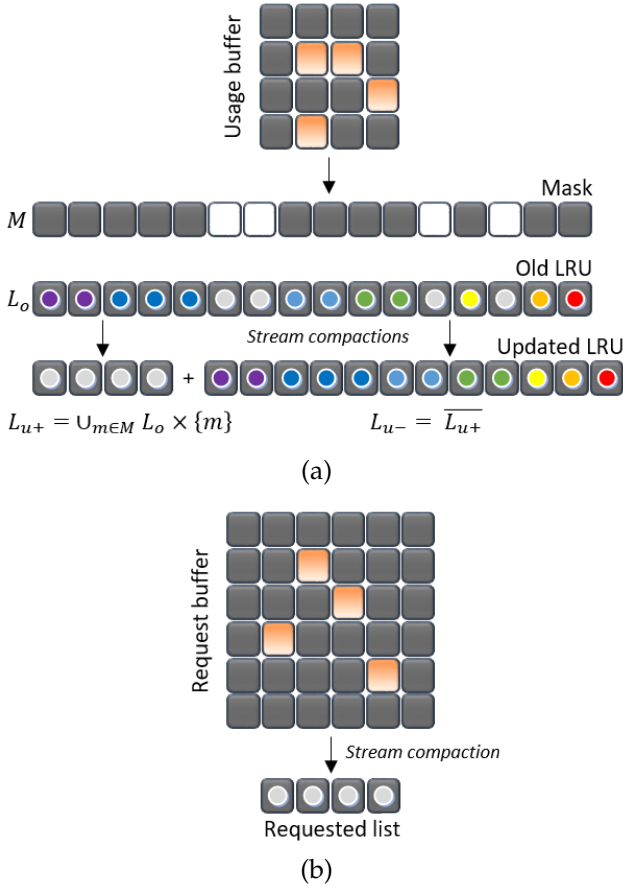 Usage buffer
Mask
M
Old LRU
L_o
Stream compactions
Updated LRU
+
L_{u+} = ∪_{m∈M} L_o × {m}
L_{u−} = \overline{L_{u+}}
(a)
Request buffer
Stream compaction
Requested list
(b)